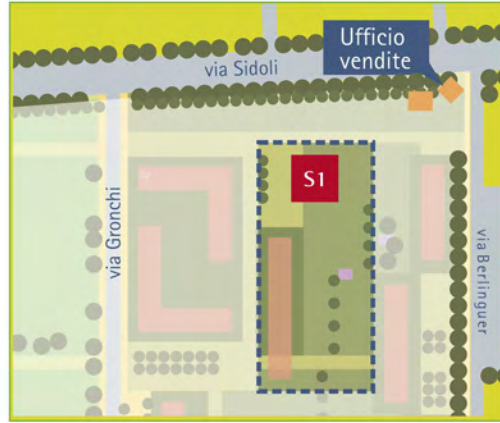 Ufficio
vendite
via Sidoli
S1
via Gronchi
via Berlinguer